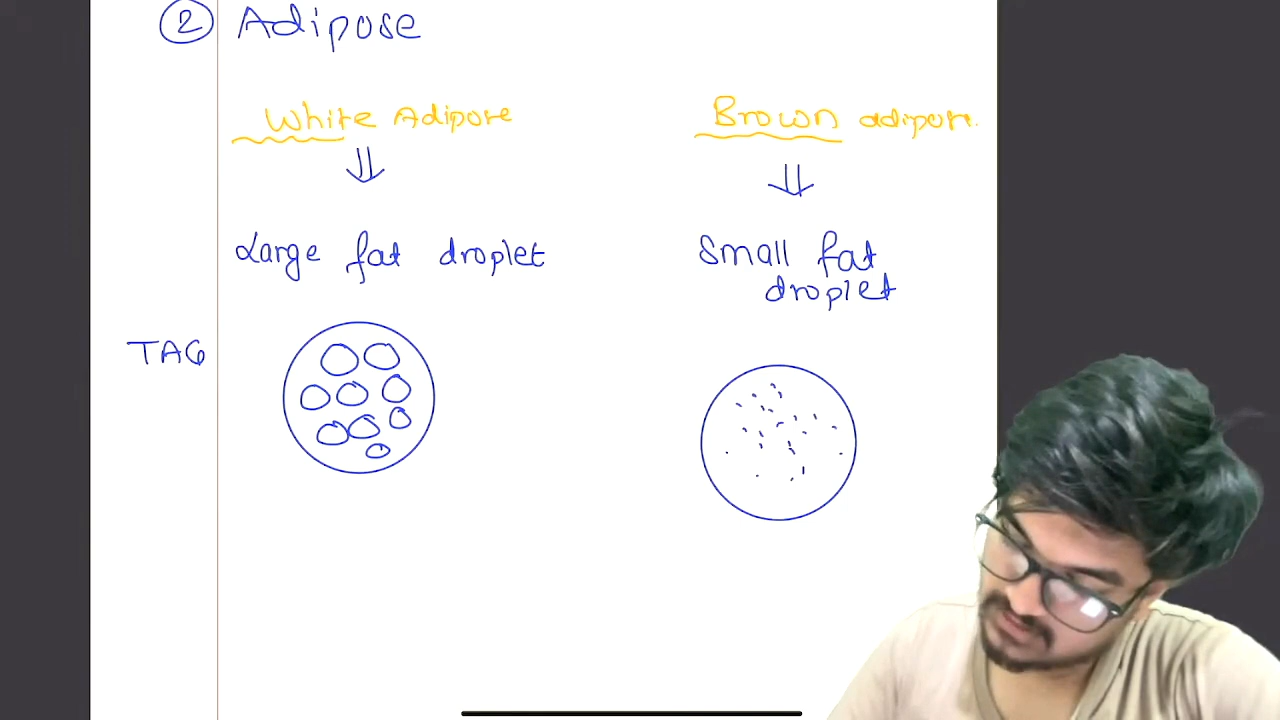 2 Adipose
White Adipose
Brown adipose.
Large fat droplet
Small fat
droplet
TAG